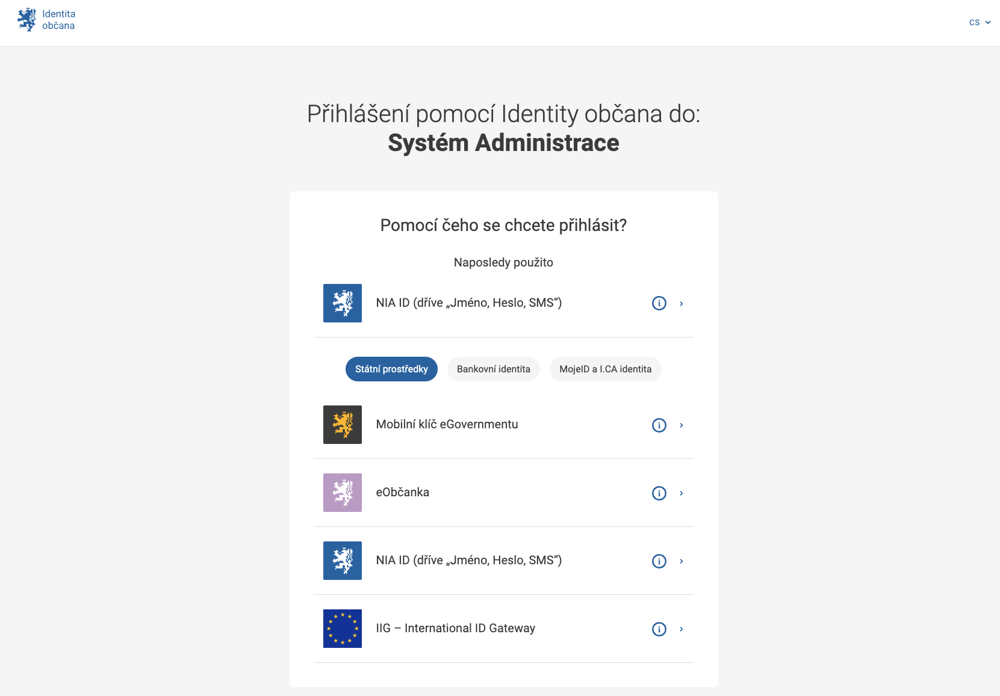 Identita
občana
CS
Přihlášení pomocí Identity občana do:
Systém Administrace
Pomocí čeho se chcete přihlásit?
Naposledy použito
NIA ID (dříve „Jméno, Heslo, SMS“)
Státní prostředky
Bankovní identita
MojeID a I.CA identita
Mobilní klíč eGovernmentu
eObčanka
NIA ID (dříve „Jméno, Heslo, SMS“)
IIG – International ID Gateway